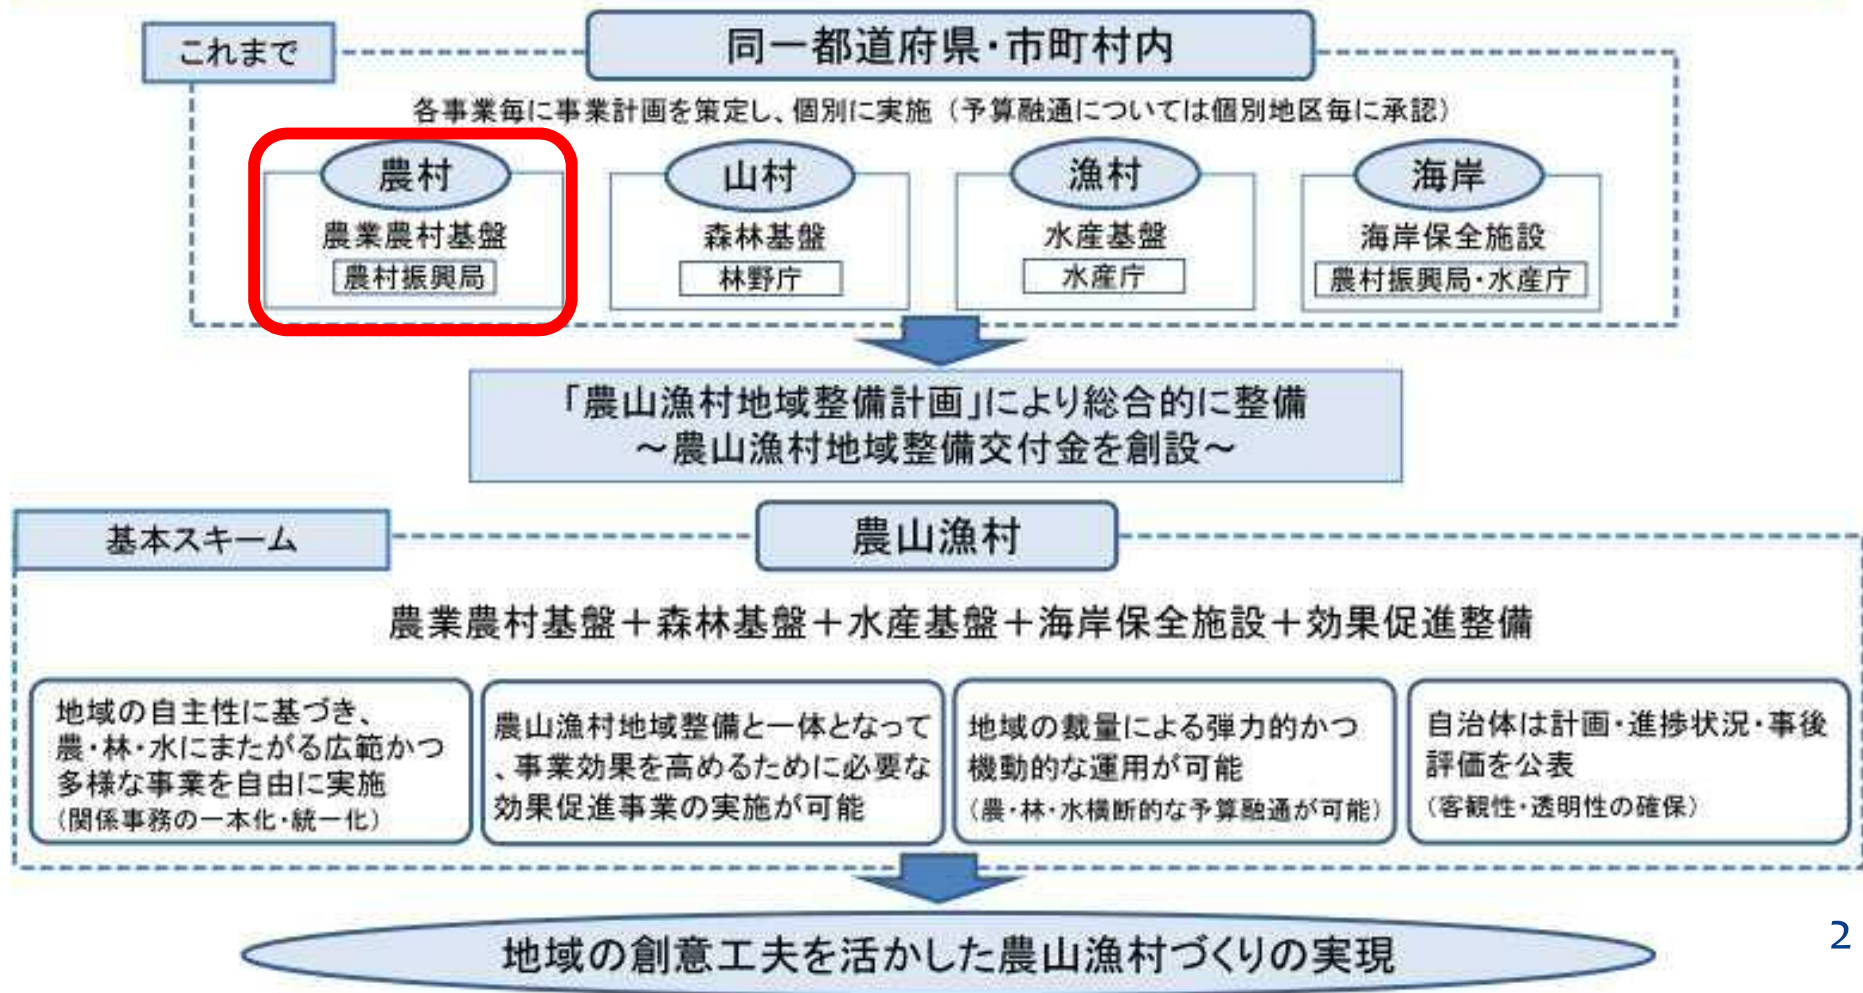 これまで
同一都道府県・市町村内
各事業毎に事業計画を策定し、個別に実施（予算融通については個別地区毎に承認）
農村
農業農村基盤
農村振興局
山村
森林基盤
林野庁
漁村
水産基盤
水産庁
海岸
海岸保全施設
農村振興局・水産庁
「農山漁村地域整備計画」により総合的に整備
～農山漁村地域整備交付金を創設～
基本スキーム
農山漁村
農業農村基盤＋森林基盤＋水産基盤＋海岸保全施設＋効果促進整備
地域の自主性に基づき、
農・林・水にまたがる広範かつ
多様な事業を自由に実施
（関係事務の一本化・統一化）
農山漁村地域整備と一体となって
、事業効果を高めるために必要な
効果促進事業の実施が可能
地域の裁量による弾力的かつ
機動的な運用が可能
（農・林・水横断的な予算融通が可能）
自治体は計画・進捗状況・事後
評価を公表
（客観性・透明性の確保）
地域の創意工夫を活かした農山漁村づくりの実現
2